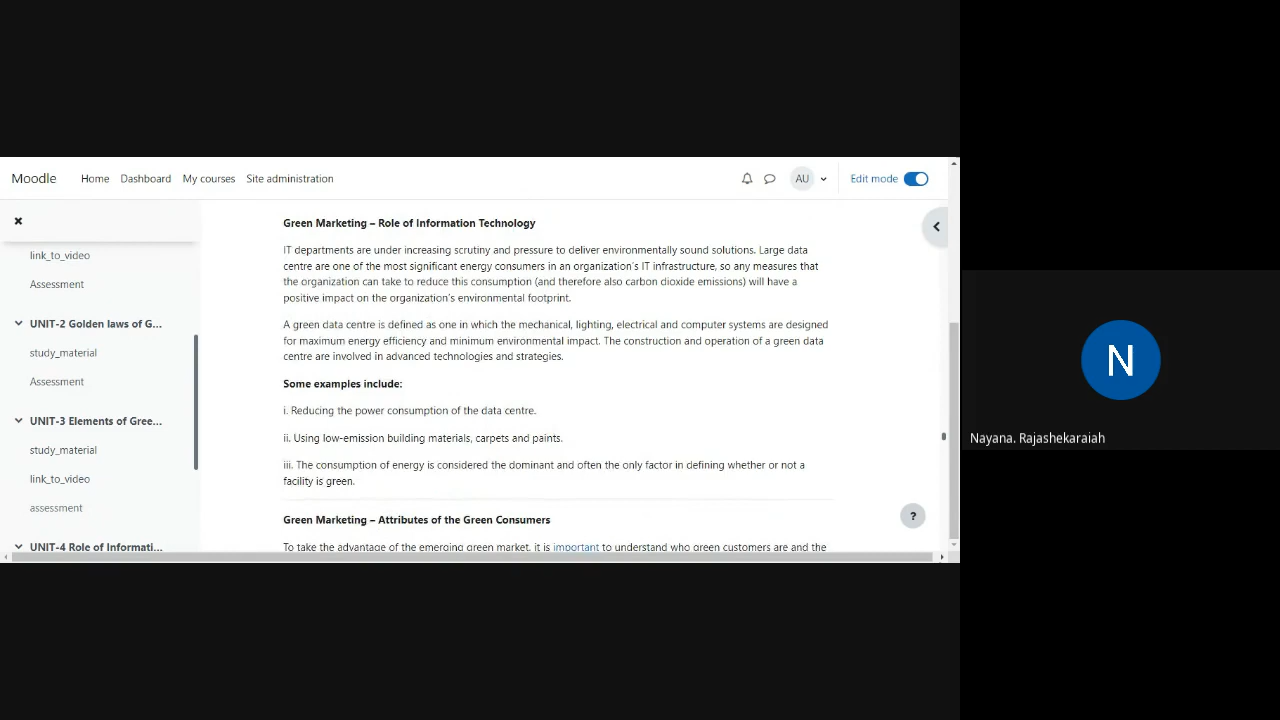 Moodle Home Dashboard My courses Site administration AU Edit mode
link_to_video
Assessment
UNIT-2 Golden laws of G...
study_material
Assessment
UNIT-3 Elements of Gree...
study_material
link_to_video
assessment
UNIT-4 Role of Informati...
Green Marketing – Role of Information Technology
IT departments are under increasing scrutiny and pressure to deliver environmentally sound solutions. Large data
centre are one of the most significant energy consumers in an organization's IT infrastructure, so any measures that
the organization can take to reduce this consumption (and therefore also carbon dioxide emissions) will have a
positive impact on the organization's environmental footprint.
A green data centre is defined as one in which the mechanical, lighting, electrical and computer systems are designed
for maximum energy efficiency and minimum environmental impact. The construction and operation of a green data
centre are involved in advanced technologies and strategies.
Some examples include:
i. Reducing the power consumption of the data centre.
ii. Using low-emission building materials, carpets and paints.
iii. The consumption of energy is considered the dominant and often the only factor in defining whether or not a
facility is green.
Green Marketing – Attributes of the Green Consumers
To take the advantage of the emerging green market, it is important to understand who green customers are and the
?
N
Nayana. Rajashekaraiah